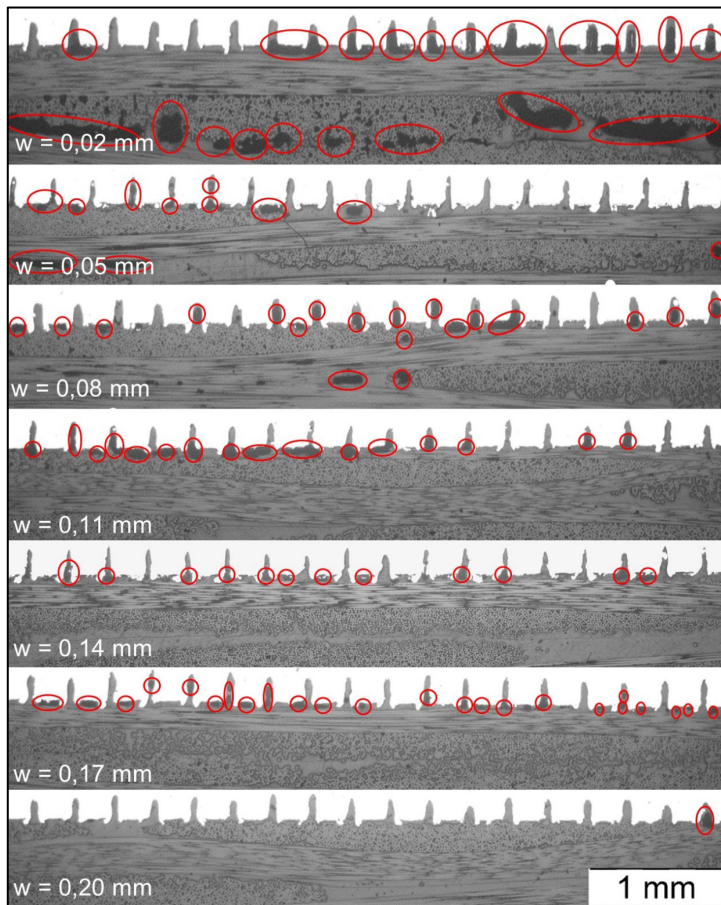 w = 0,02 mm
w = 0,05 mm
w = 0,08 mm
w = 0,11 mm
w = 0,14 mm
w = 0,17 mm
w = 0,20 mm
1 mm